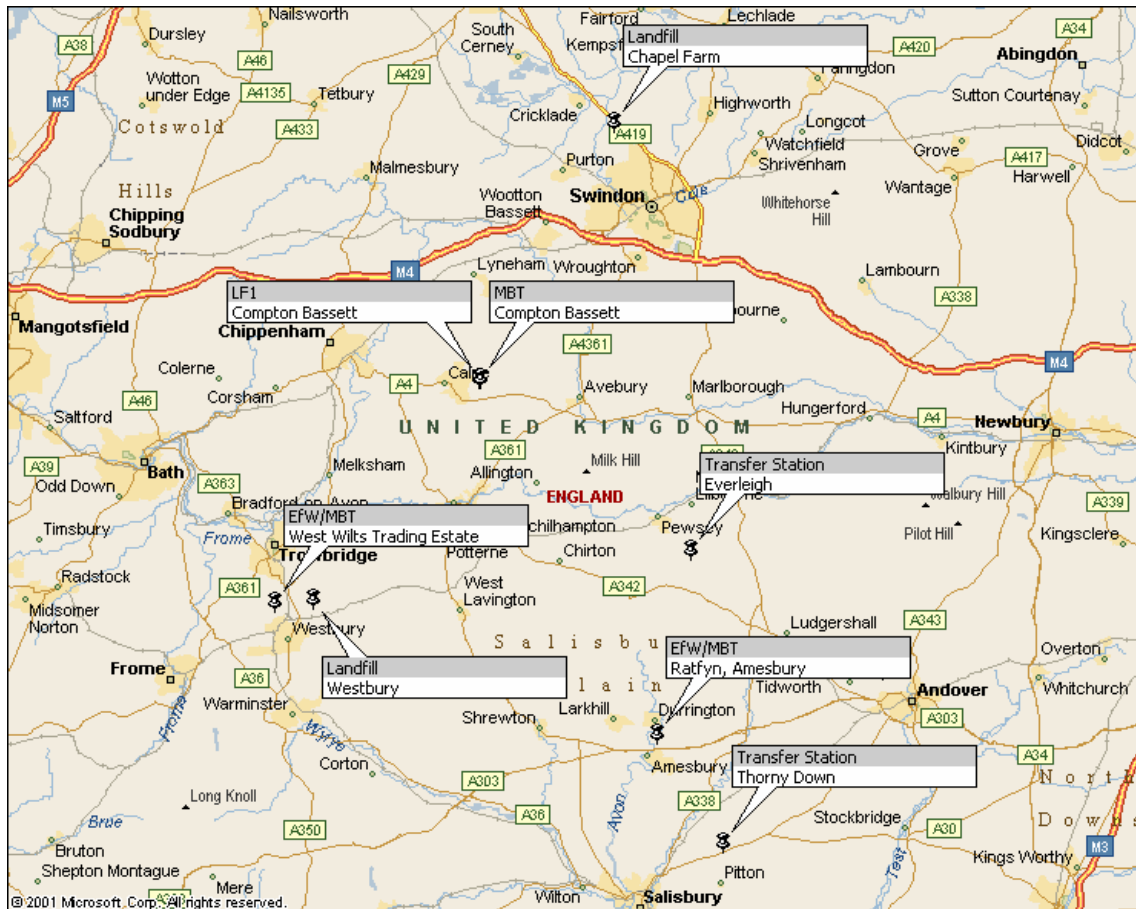 Nailsworth
Fairford
Lechlade
A34
A38
Dursley
A46
South
Cerney
Landfill
Chapel Farm
A420
Abingdon
Wotton
under Edge
A429
M5
A4135
Tetbury
Cricklade
Highworth
Sutton Courtenay
Cotswold
A433
A419
Longcot
Watchfield
Shrivenham
Grove
Didcot
Malmesbury
Purton
A417
Harwell
Hills
Wootton
Bassett
Swindon
Cole
Wantage
Whitehorse
Hill
Chipping
Sodbury
M4
Lyneham
Wroughton
Lambourn
LF1
Compton Bassett
MBT
Compton Bassett
A338
Mangotsfield
Chippenham
bourne
A4361
M4
Colerne
A4
Avebury
Marlborough
Corsham
A46
Hungerford
A4
Newbury
Saltford
UNITED KINGDOM
Kintbury
A361
Milk Hill
A39
Bath
Melksham
Allington
Transfer Station
Everleigh
Odd Down
A363
ENGLAND
Walbury Hill
A339
Bradford on Avon
EfW/MBT
West Wilts Trading Estate
chilhampton
Pewsey
Pilot Hill
Timsbury
Frome
Trowbridge
Potterne
Chirton
Kingsclere
Radstock
A361
West
Lavington
A342
Midsomer
Norton
Westbury
Salisbu
Ludgershall
A343
Overton
Frome
Landfill
Westbury
EfW/MBT
Ratfyn, Amesbury
A36
lain
Tidworth
Andover
Whitchurch
Warminster
Frome
Wylye
Shrewton
Larkhill
Durrington
A303
Corton
Amesbury
A34
A303
Transfer Station
Thorny Down
North
Long Knoll
A338
Avon
Stockbridge
A30
Downs
Brue
A350
A36
Bruton
Test
M3
Shepton Montague
Mere
Wilton
Pitton
Kings Worthy
Salisbury
© 2001 Microsoft Corp. All rights reserved.